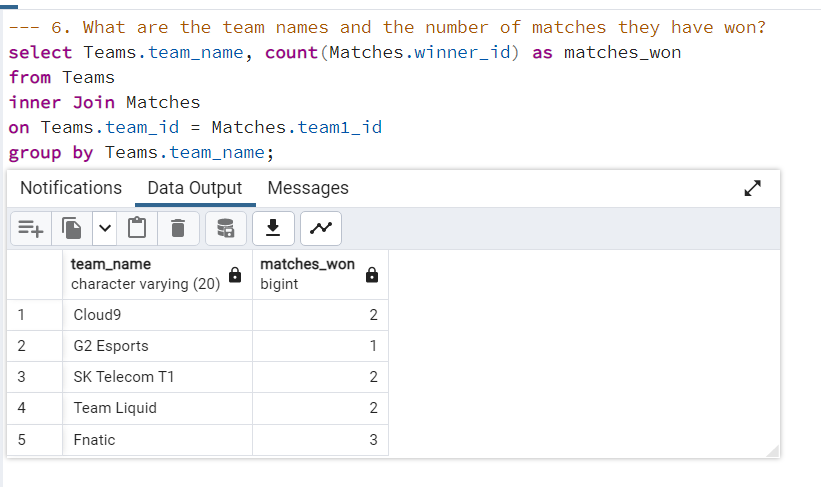 --- 6. What are the team names and the number of matches they have won?
select Teams.team_name, count(Matches.winner_id) as matches_won
from Teams
inner Join Matches
on Teams.team_id = Matches.team1_id
group by Teams.team_name;
Notifications Data Output Messages
team_name matches_won
character varying (20) bigint
1 Cloud9 2
2 G2 Esports 1
3 SK Telecom T1 2
4 Team Liquid 2
5 Fnatic 3